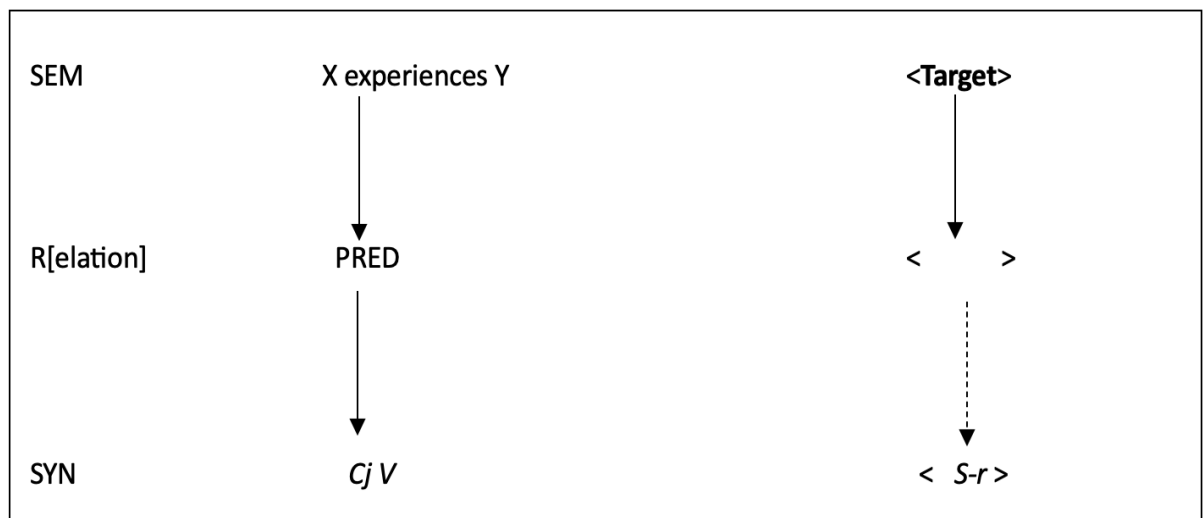 SEM X experiences Y <Target>
R[elation] PRED < >
SYN Cj V < S-r >